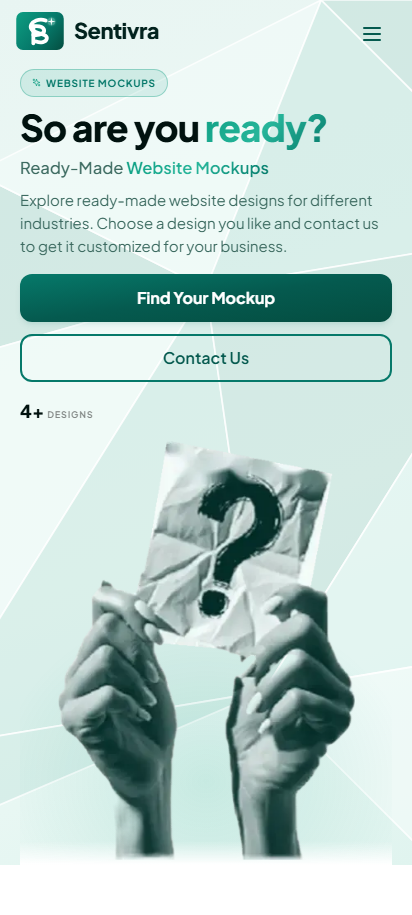 Sentivra
WEBSITE MOCKUPS
So are you ready?
Ready-Made Website Mockups
Explore ready-made website designs for different
industries. Choose a design you like and contact us
to get it customized for your business.
Find Your Mockup
Contact Us
4+ DESIGNS
?